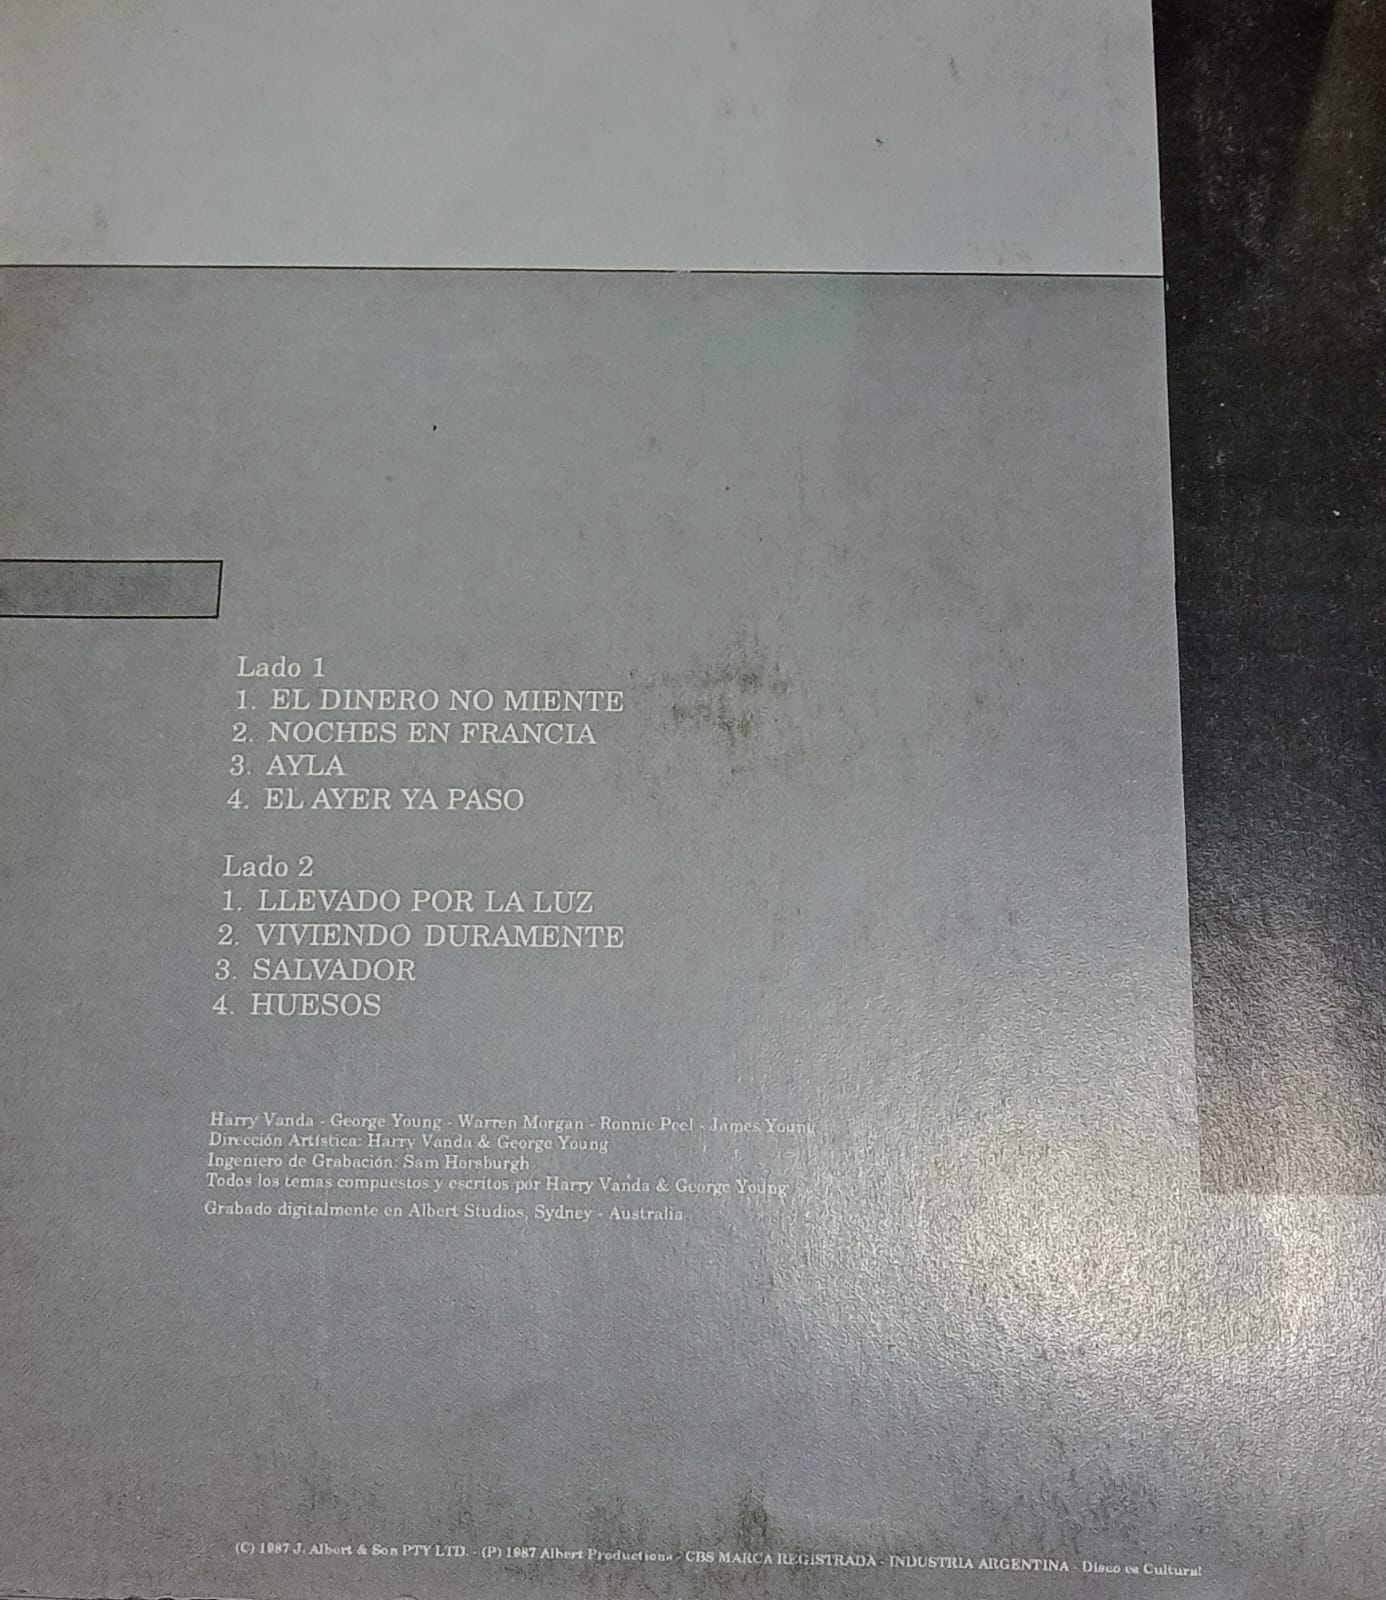 Lado 1
1. EL DINERO NO MIENTE
2. NOCHES EN FRANCIA
3. AYLA
4. EL AYER YA PASO
Lado 2
1. LLEVADO POR LA LUZ
2. VIVIENDO DURAMENTE
3. SALVADOR
4. HUESOS
Harry Vanda - George Young - Warren Morgan - Ronnie Peel - James Young
Dirección Artística: Harry Vanda & George Young
Ingeniero de Grabación: Sam Horsburgh
Todos los temas compuestos y escritos por Harry Vanda & George Young
Grabado digitalmente en Albert Studios, Sydney - Australia
(C) 1987 J. Albert & Son PTY LTD. - (P) 1987 Albert Productions - CBS MARCA REGISTRADA - INDUSTRIA ARGENTINA - Disco es Cultura!